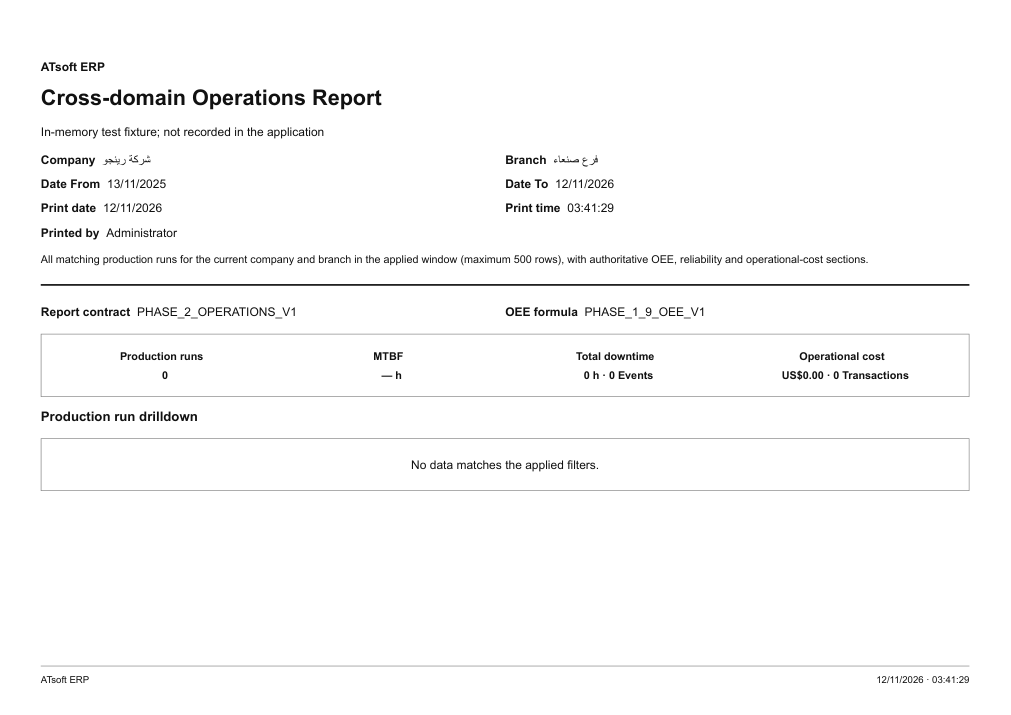 ATsoft ERP
Cross-domain Operations Report
In-memory test fixture; not recorded in the application
Company شركة رينجو
Branch فرع صنعاء
Date From 13/11/2025
Date To 12/11/2026
Print date 12/11/2026
Print time 03:41:29
Printed by Administrator
All matching production runs for the current company and branch in the applied window (maximum 500 rows), with authoritative OEE, reliability and operational-cost sections.
Report contract PHASE_2_OPERATIONS_V1
OEE formula PHASE_1_9_OEE_V1
Production runs
0
MTBF
— h
Total downtime
0 h · 0 Events
Operational cost
US$0.00 · 0 Transactions
Production run drilldown
No data matches the applied filters.
ATsoft ERP
12/11/2026 · 03:41:29